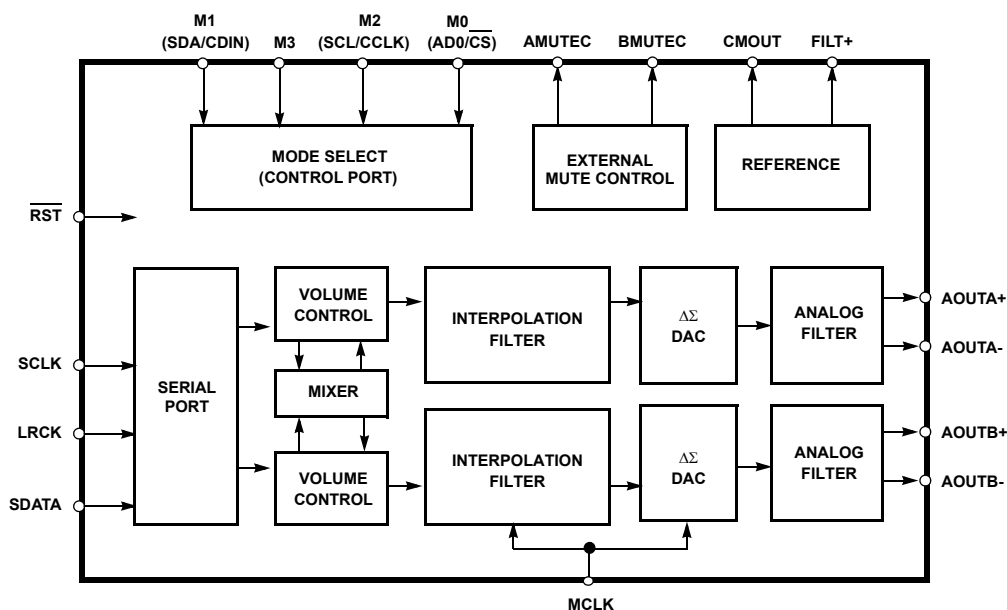 M1
(SDA/CDIN)
M3
M2
(SCL/CCLK)
M0
(AD0/CS)
AMUTEC
BMUTEC
CMOUT
FILT+
MODE SELECT
(CONTROL PORT)
EXTERNAL
MUTE CONTROL
REFERENCE
RST
SERIAL
PORT
VOLUME
CONTROL
MIXER
VOLUME
CONTROL
INTERPOLATION
FILTER
ΔΣ
DAC
ANALOG
FILTER
AOUTA+
AOUTA-
SCLK
LRCK
SDATA
INTERPOLATION
FILTER
ΔΣ
DAC
ANALOG
FILTER
AOUTB+
AOUTB-
MCLK